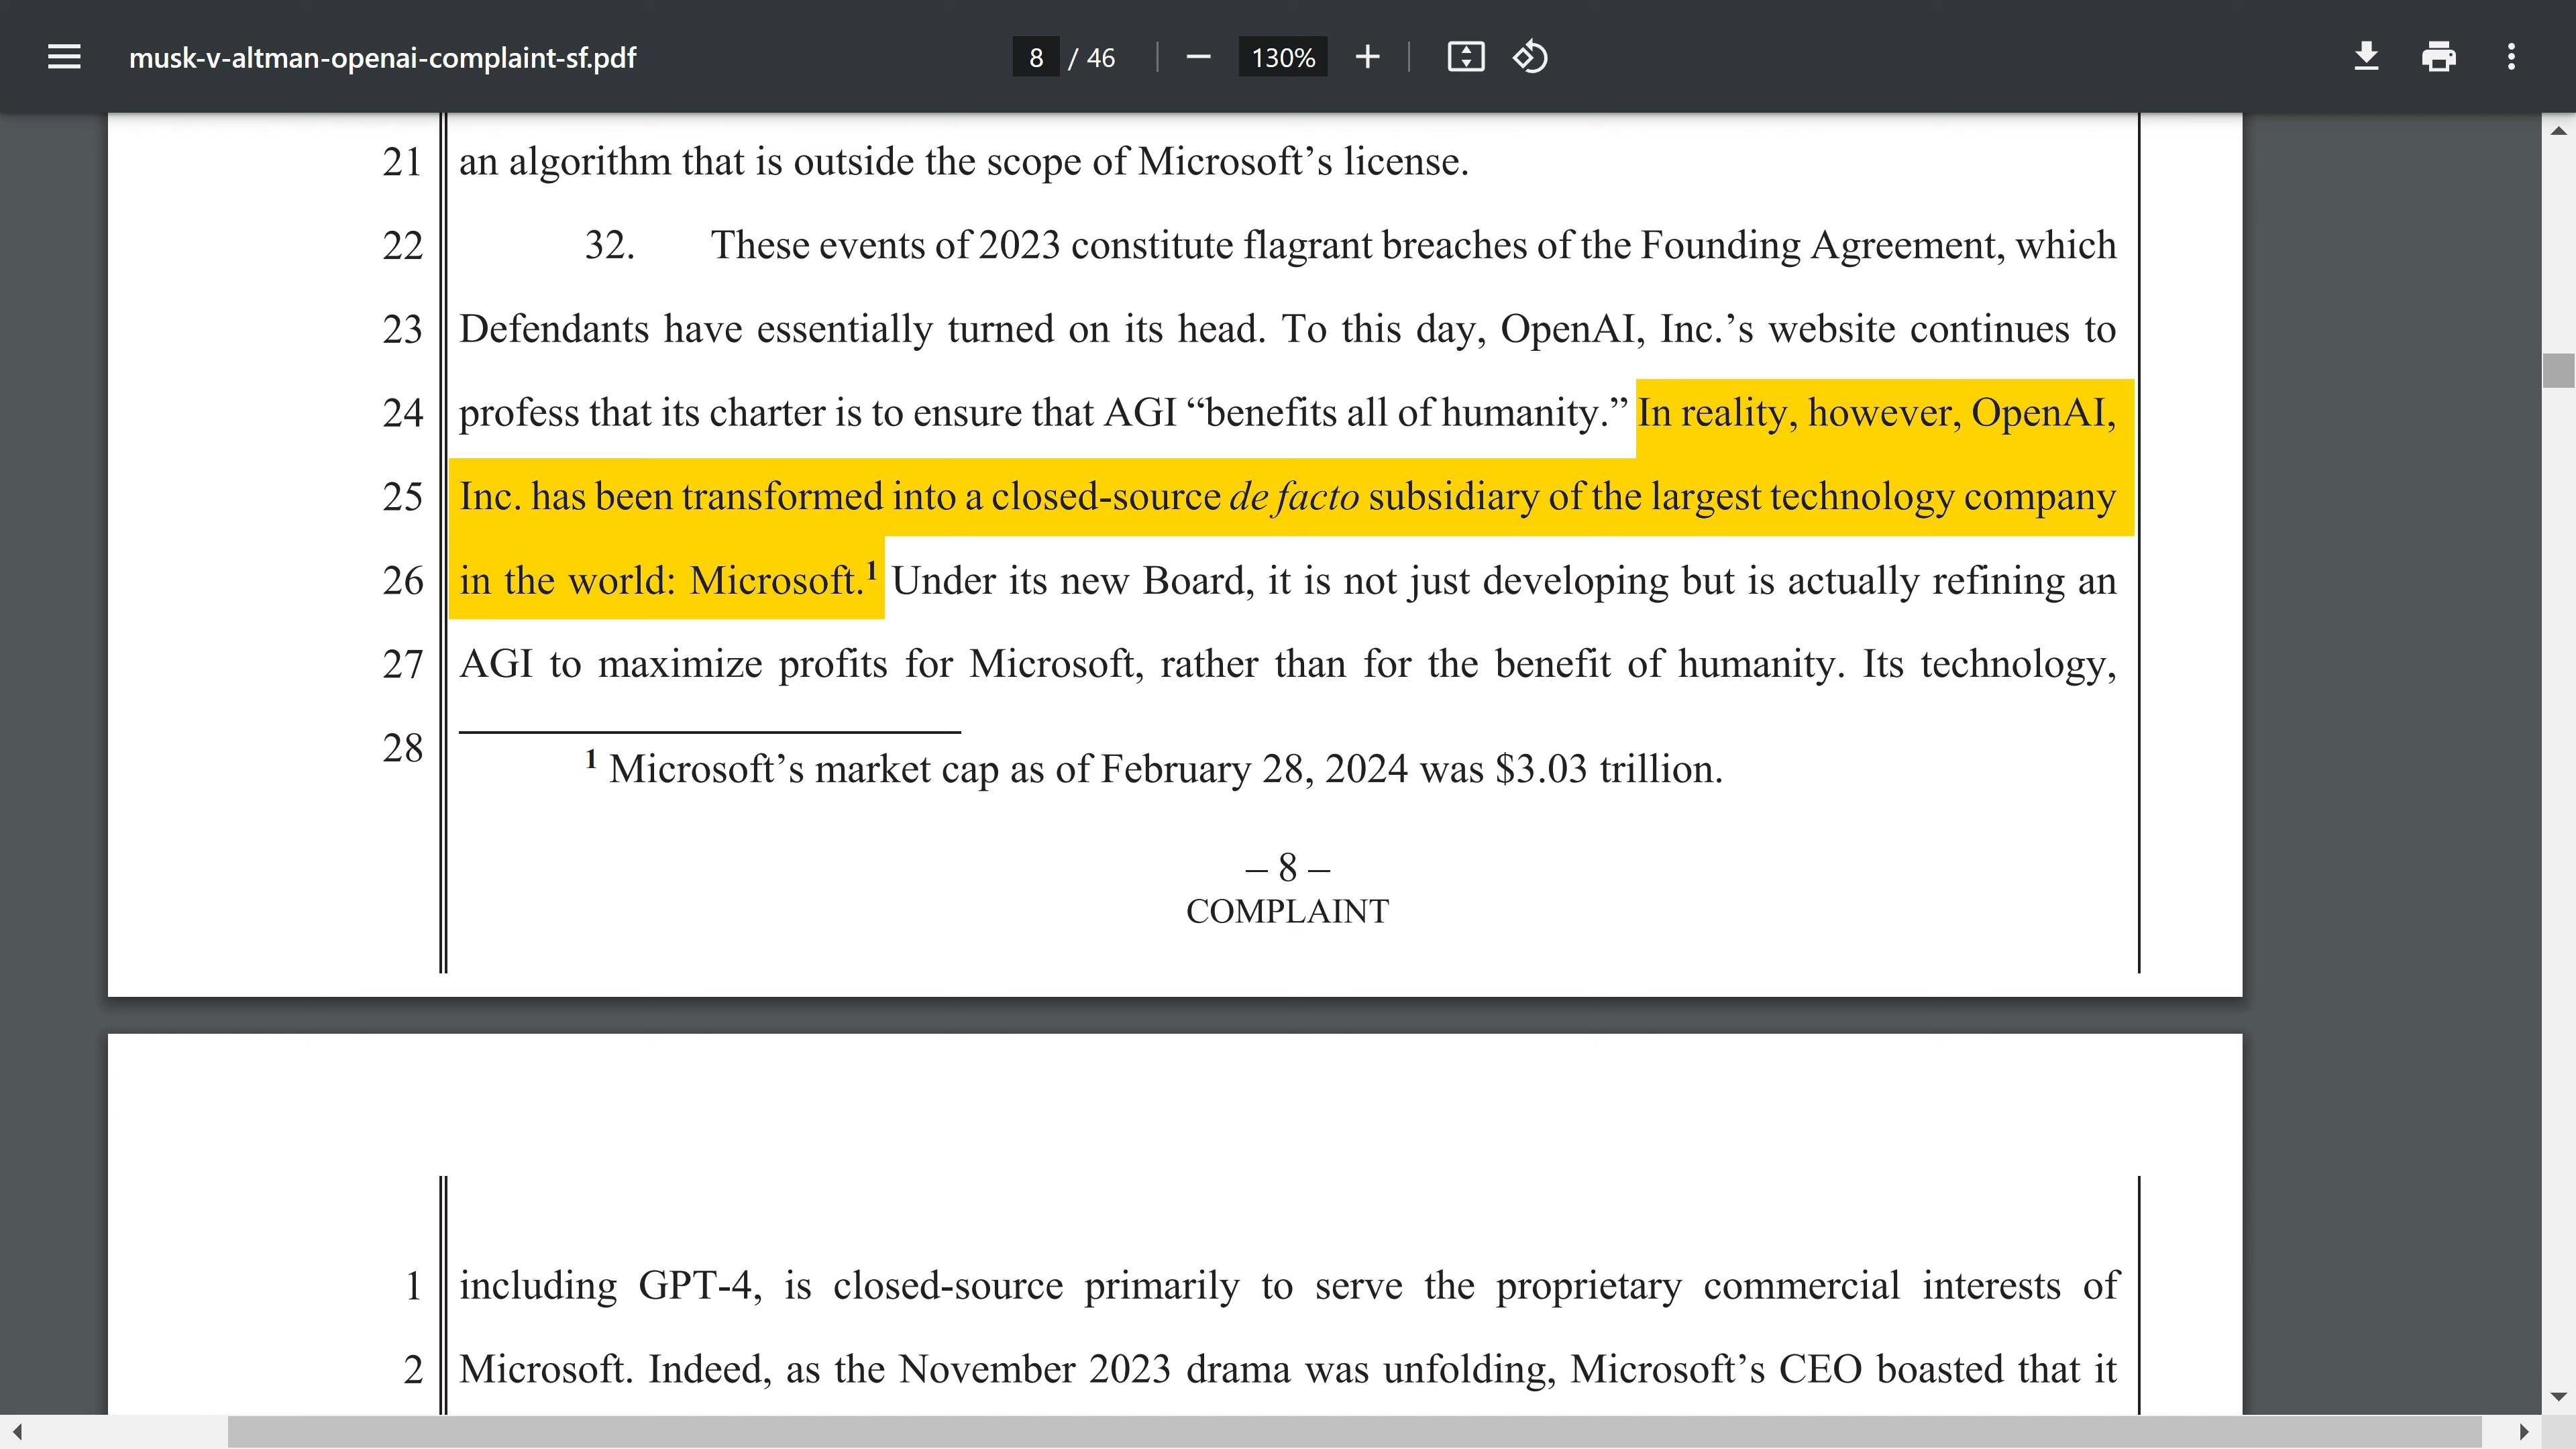 musk-v-altman-openai-complaint-sf.pdf 8 / 46 130%
21 an algorithm that is outside the scope of Microsoft’s license.
22 32. These events of 2023 constitute flagrant breaches of the Founding Agreement, which
23 Defendants have essentially turned on its head. To this day, OpenAI, Inc.’s website continues to
24 profess that its charter is to ensure that AGI “benefits all of humanity.” In reality, however, OpenAI,
25 Inc. has been transformed into a closed-source de facto subsidiary of the largest technology company
26 in the world: Microsoft.¹ Under its new Board, it is not just developing but is actually refining an
27 AGI to maximize profits for Microsoft, rather than for the benefit of humanity. Its technology,
28
¹ Microsoft’s market cap as of February 28, 2024 was $3.03 trillion.
– 8 –
COMPLAINT
1 including GPT-4, is closed-source primarily to serve the proprietary commercial interests of
2 Microsoft. Indeed, as the November 2023 drama was unfolding, Microsoft’s CEO boasted that it